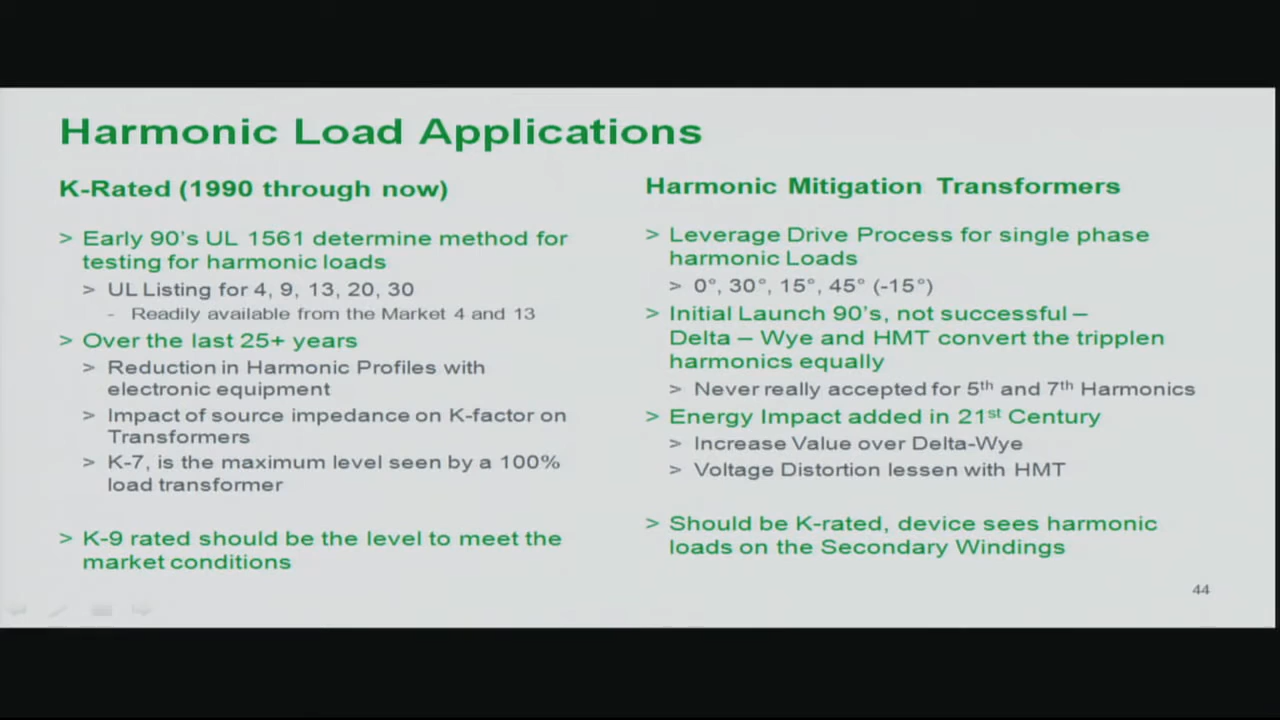 Harmonic Load Applications
K-Rated (1990 through now)
> Early 90's UL 1561 determine method for
testing for harmonic loads
> UL Listing for 4, 9, 13, 20, 30
- Readily available from the Market 4 and 13
> Over the last 25+ years
> Reduction in Harmonic Profiles with
electronic equipment
> Impact of source impedance on K-factor on
Transformers
> K-7, is the maximum level seen by a 100%
load transformer
> K-9 rated should be the level to meet the
market conditions
Harmonic Mitigation Transformers
> Leverage Drive Process for single phase
harmonic Loads
> 0°, 30°, 15°, 45° (-15°)
> Initial Launch 90's, not successful –
Delta – Wye and HMT convert the tripplen
harmonics equally
> Never really accepted for 5th and 7th Harmonics
> Energy Impact added in 21st Century
> Increase Value over Delta-Wye
> Voltage Distortion lessen with HMT
> Should be K-rated, device sees harmonic
loads on the Secondary Windings
44